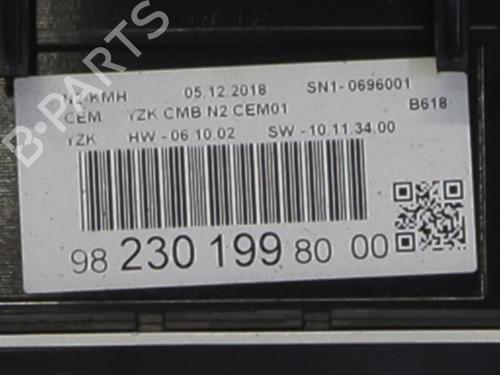 N2-KMH 05.12.2018 SN1- 0696001
CEM YZK CMB N2 CEM01 B618
YZK HW - 06.10.02 SW - 10.11.34.00
98 230 199 80 00
B-PARTS